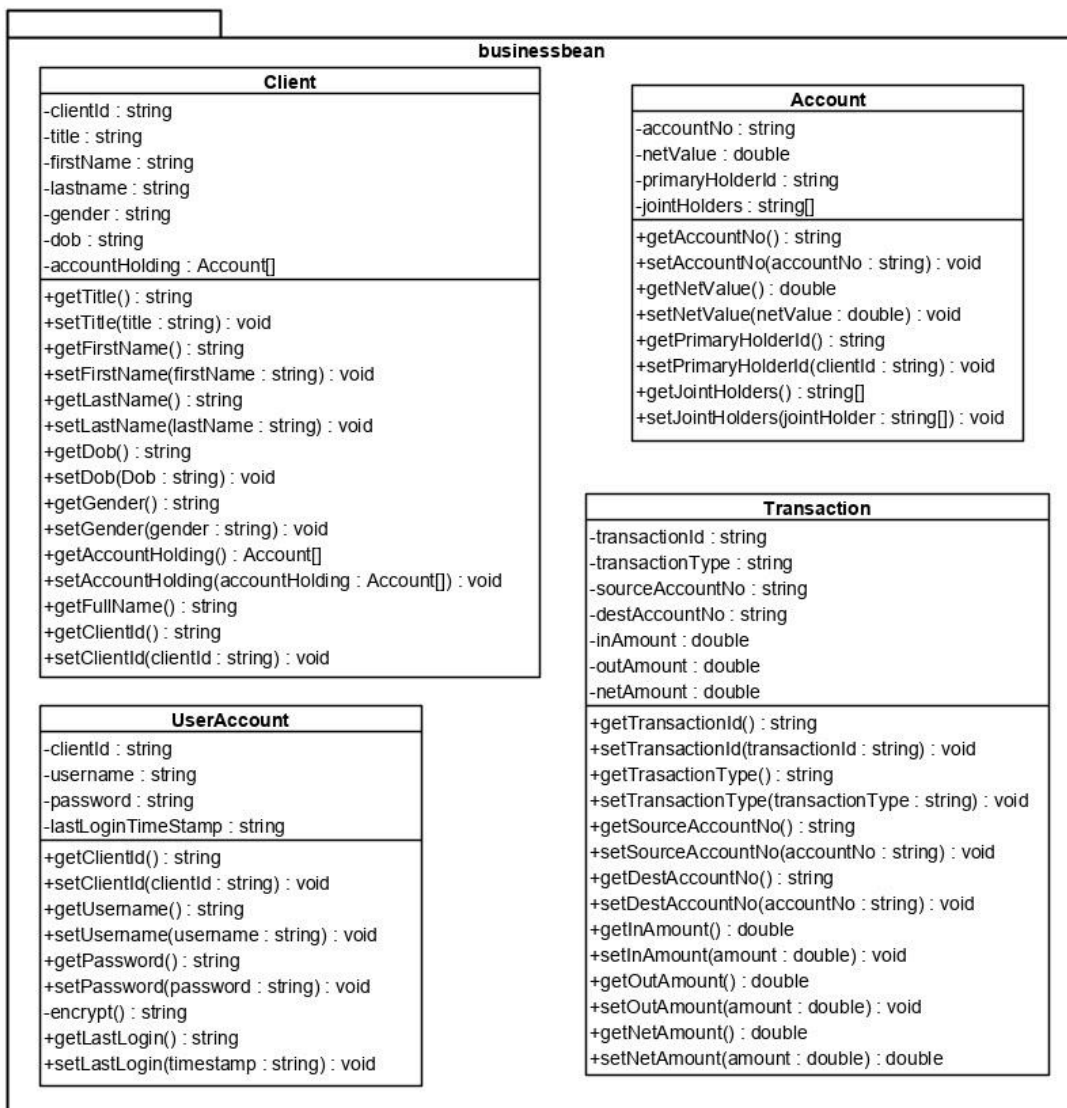 businessbean
Client
-clientId : string
-title : string
-firstName : string
-lastname : string
-gender : string
-dob : string
-accountHolding : Account[]
+getTitle() : string
+setTitle(title : string) : void
+getFirstName() : string
+setFirstName(firstName : string) : void
+getLastName() : string
+setLastName(lastName : string) : void
+getDob() : string
+setDob(Dob : string) : void
+getGender() : string
+setGender(gender : string) : void
+getAccountHolding() : Account[]
+setAccountHolding(accountHolding : Account[]) : void
+getFullName() : string
+getClientId() : string
+setClientId(clientId : string) : void
Account
-accountNo : string
-netValue : double
-primaryHolderId : string
-jointHolders : string[]
+getAccountNo() : string
+setAccountNo(accountNo : string) : void
+getNetValue() : double
+setNetValue(netValue : double) : void
+getPrimaryHolderId() : string
+setPrimaryHolderId(clientId : string) : void
+getJointHolders() : string[]
+setJointHolders(jointHolder : string[]) : void
UserAccount
-clientId : string
-username : string
-password : string
-lastLoginTimeStamp : string
+getClientId() : string
+setClientId(clientId : string) : void
+getUsername() : string
+setUsername(username : string) : void
+getPassword() : string
+setPassword(password : string) : void
-encrypt() : string
+getLastLogin() : string
+setLastLogin(timestamp : string) : void
Transaction
-transactionId : string
-transactionType : string
-sourceAccountNo : string
-destAccountNo : string
-inAmount : double
-outAmount : double
-netAmount : double
+getTransactionId() : string
+setTransactionId(transactionId : string) : void
+getTrasactionType() : string
+setTransactionType(transactionType : string) : void
+getSourceAccountNo() : string
+setSourceAccountNo(accountNo : string) : void
+getDestAccountNo() : string
+setDestAccountNo(accountNo : string) : void
+getInAmount() : double
+setInAmount(amount : double) : void
+getOutAmount() : double
+setOutAmount(amount : double) : void
+getNetAmount() : double
+setNetAmount(amount : double) : double